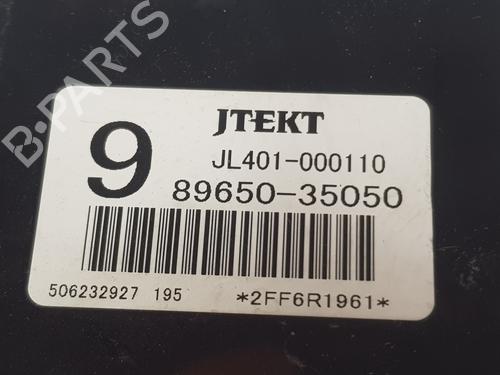 JTEKT
9
JL401-000110
89650-35050
506232927 195
*2FF6R1961*
B-PARTS